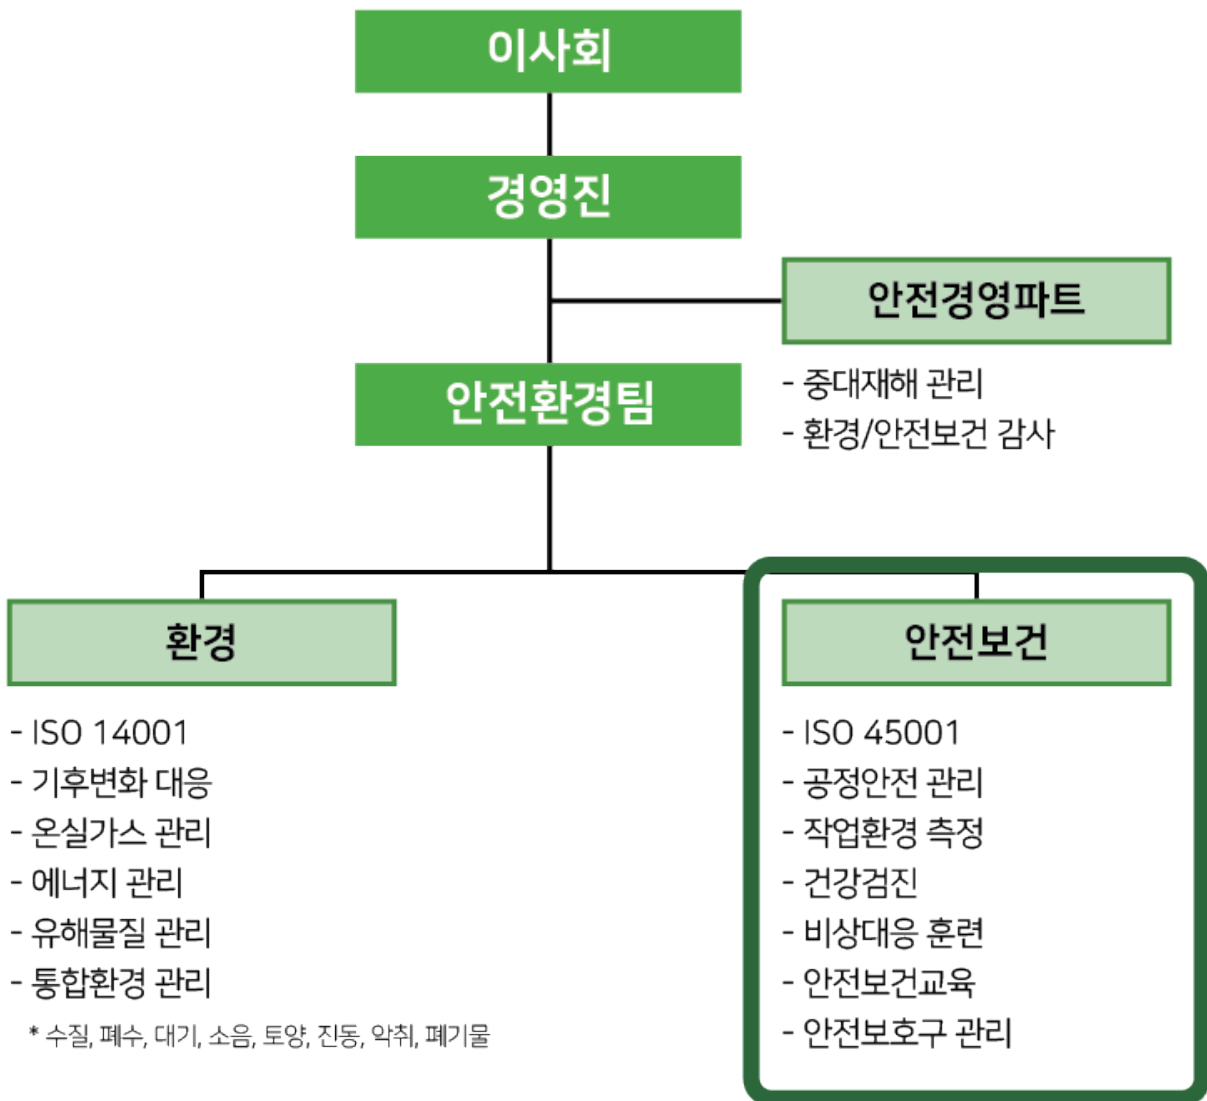 이사회
경영진
안전경영파트
- 중대재해 관리
- 환경/안전보건 감사
안전환경팀
환경
- ISO 14001
- 기후변화 대응
- 온실가스 관리
- 에너지 관리
- 유해물질 관리
- 통합환경 관리
* 수질, 폐수, 대기, 소음, 토양, 진동, 악취, 폐기물
안전보건
- ISO 45001
- 공정안전 관리
- 작업환경 측정
- 건강검진
- 비상대응 훈련
- 안전보건교육
- 안전보호구 관리